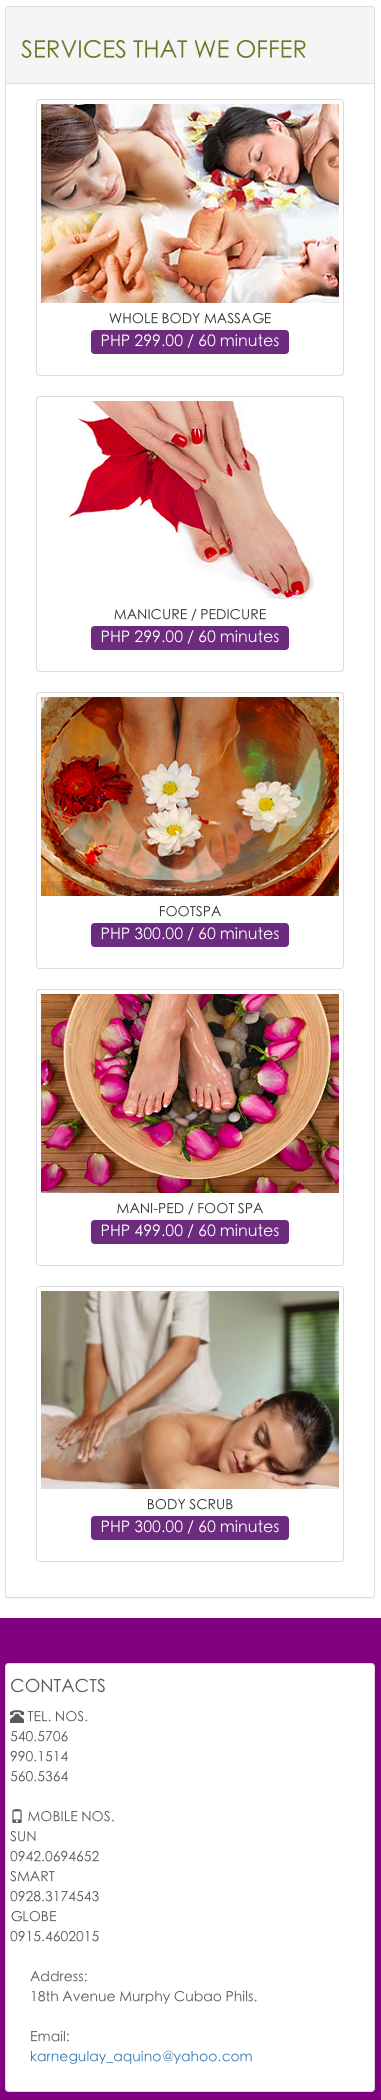 SERVICES THAT WE OFFER
WHOLE BODY MASSAGE
PHP 299.00 / 60 minutes
MANICURE / PEDICURE
PHP 299.00 / 60 minutes
FOOTSPA
PHP 300.00 / 60 minutes
MANI-PED / FOOT SPA
PHP 499.00 / 60 minutes
BODY SCRUB
PHP 300.00 / 60 minutes
CONTACTS
TEL. NOS.
540.5706
990.1514
560.5364
MOBILE NOS.
SUN
0942.0694652
SMART
0928.3174543
GLOBE
0915.4602015
Address:
18th Avenue Murphy Cubao Phils.
Email:
karnegulay_aquino@yahoo.com